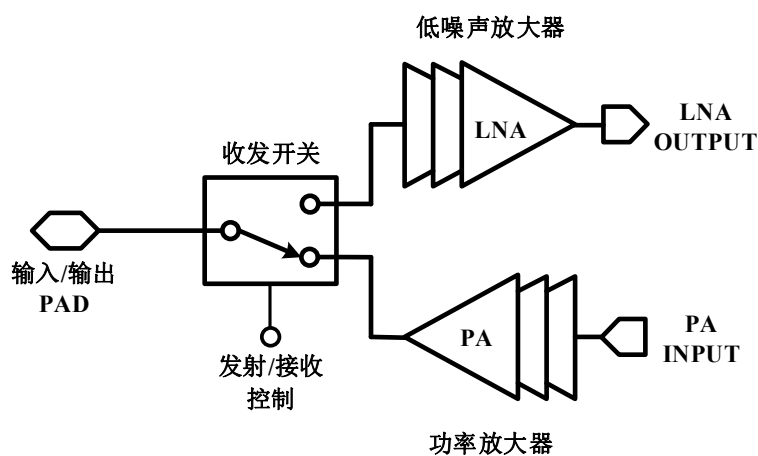 低噪声放大器
LNA
LNA
OUTPUT
收发开关
输入/输出
PAD
发射/接收
控制
PA
PA
INPUT
功率放大器